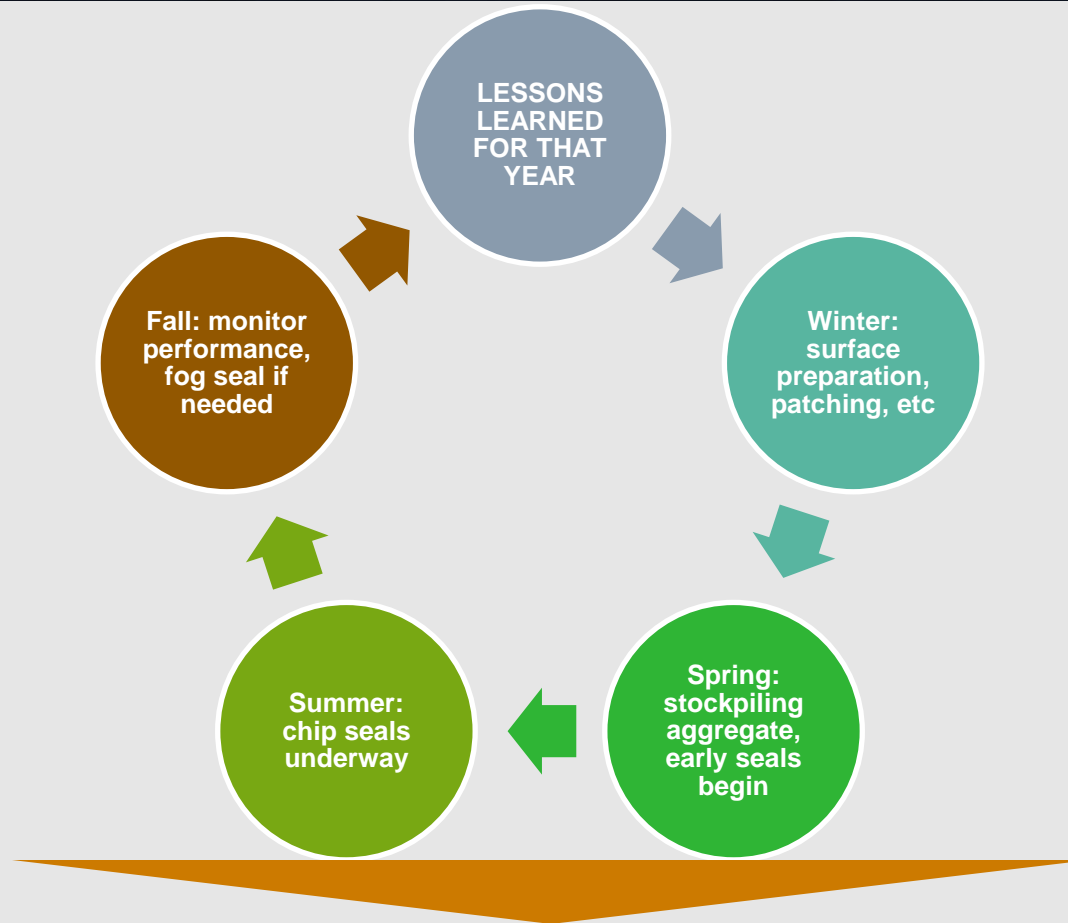 LESSONS
LEARNED
FOR THAT
YEAR
Winter:
surface
preparation,
patching, etc
Spring:
stockpiling
aggregate,
early seals
begin
Summer:
chip seals
underway
Fall: monitor
performance,
fog seal if
needed